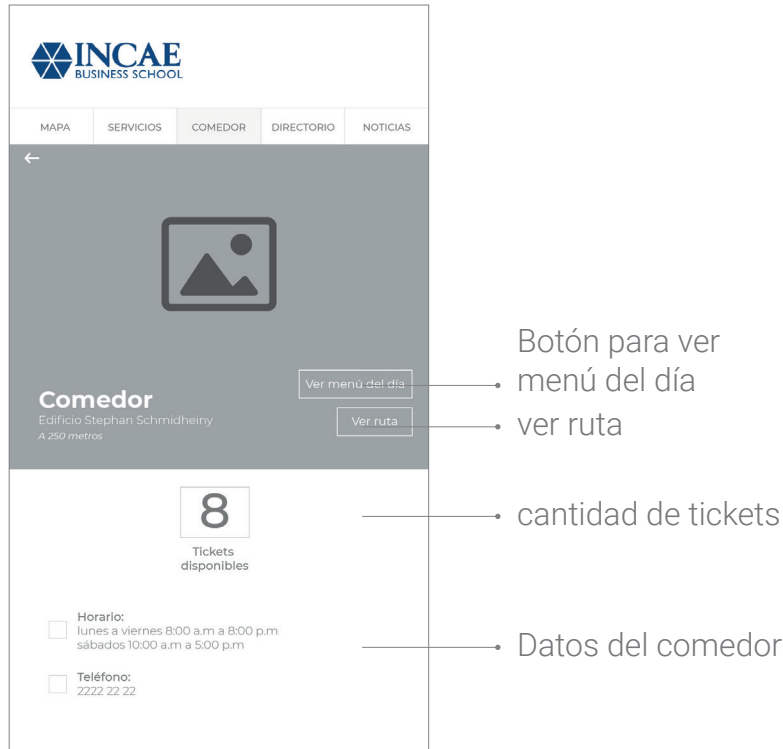 INCAE
BUSINESS SCHOOL
MAPA
SERVICIOS
COMEDOR
DIRECTORIO
NOTICIAS
Ver menú del día
Comedor
Edificio Stephan Schmidheiny
A 250 metros
Ver ruta
8
Tickets
disponibles
Horario:
lunes a viernes 8:00 a.m a 8:00 p.m
sábados 10:00 a.m a 5:00 p.m
Teléfono:
2222 22 22
Botón para ver
menú del día
ver ruta
cantidad de tickets
Datos del comedor